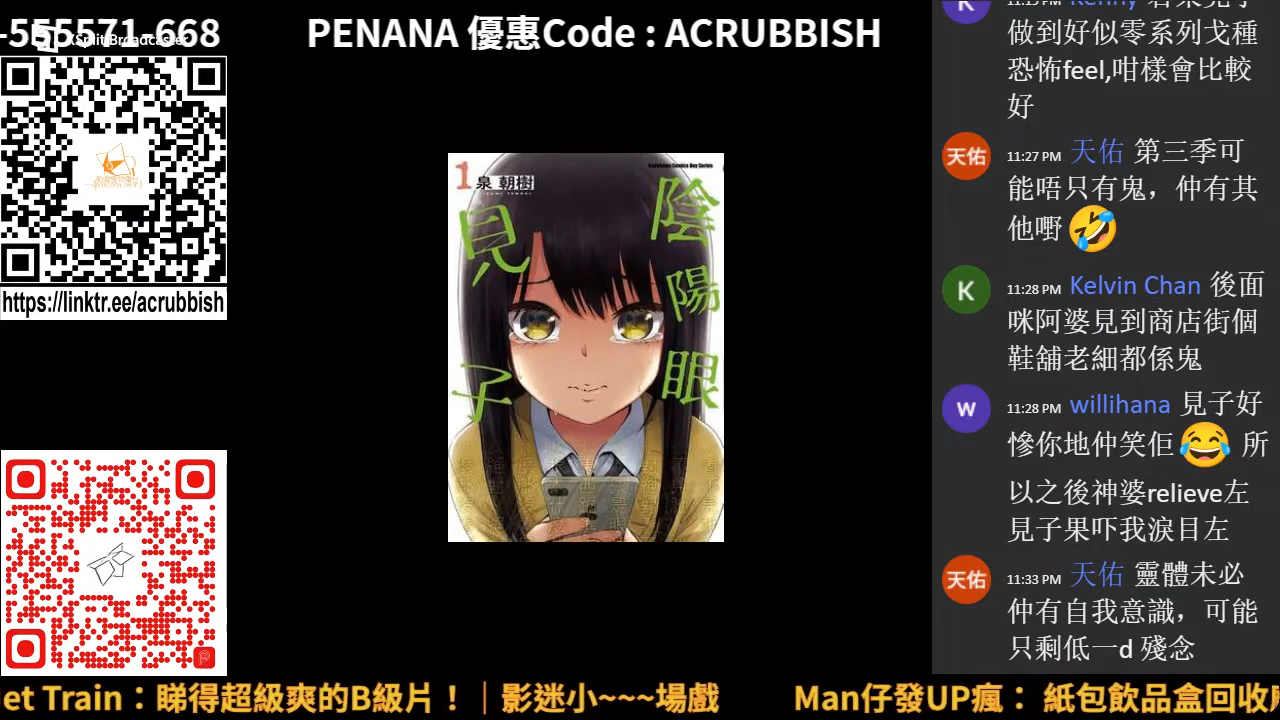 -555571-668
PENANA 優惠Code : ACRUBBISH
XSplit Broadcaster
https://linktr.ee/acrubbish
1
泉 朝樹
見子
陰陽眼
做到好似零系列戈種
恐怖feel,咁樣會比較
好
天佑
11:27 PM 天佑 第三季可
能唔只有鬼，仲有其
他嘢🤣
K
11:28 PM Kelvin Chan 後面
咪阿婆見到商店街個
鞋舖老細都係鬼
W
11:28 PM willihana 見子好
慘你地仲笑佢😂 所
以之後神婆relieve左
見子果吓我淚目左
天佑
11:33 PM 天佑 靈體未必
仲有自我意識，可能
只剩低一d 殘念
et Train：睇得超級爽的B級片！｜影迷小~~~場戲
Man仔發UP瘋： 紙包飲品盒回收